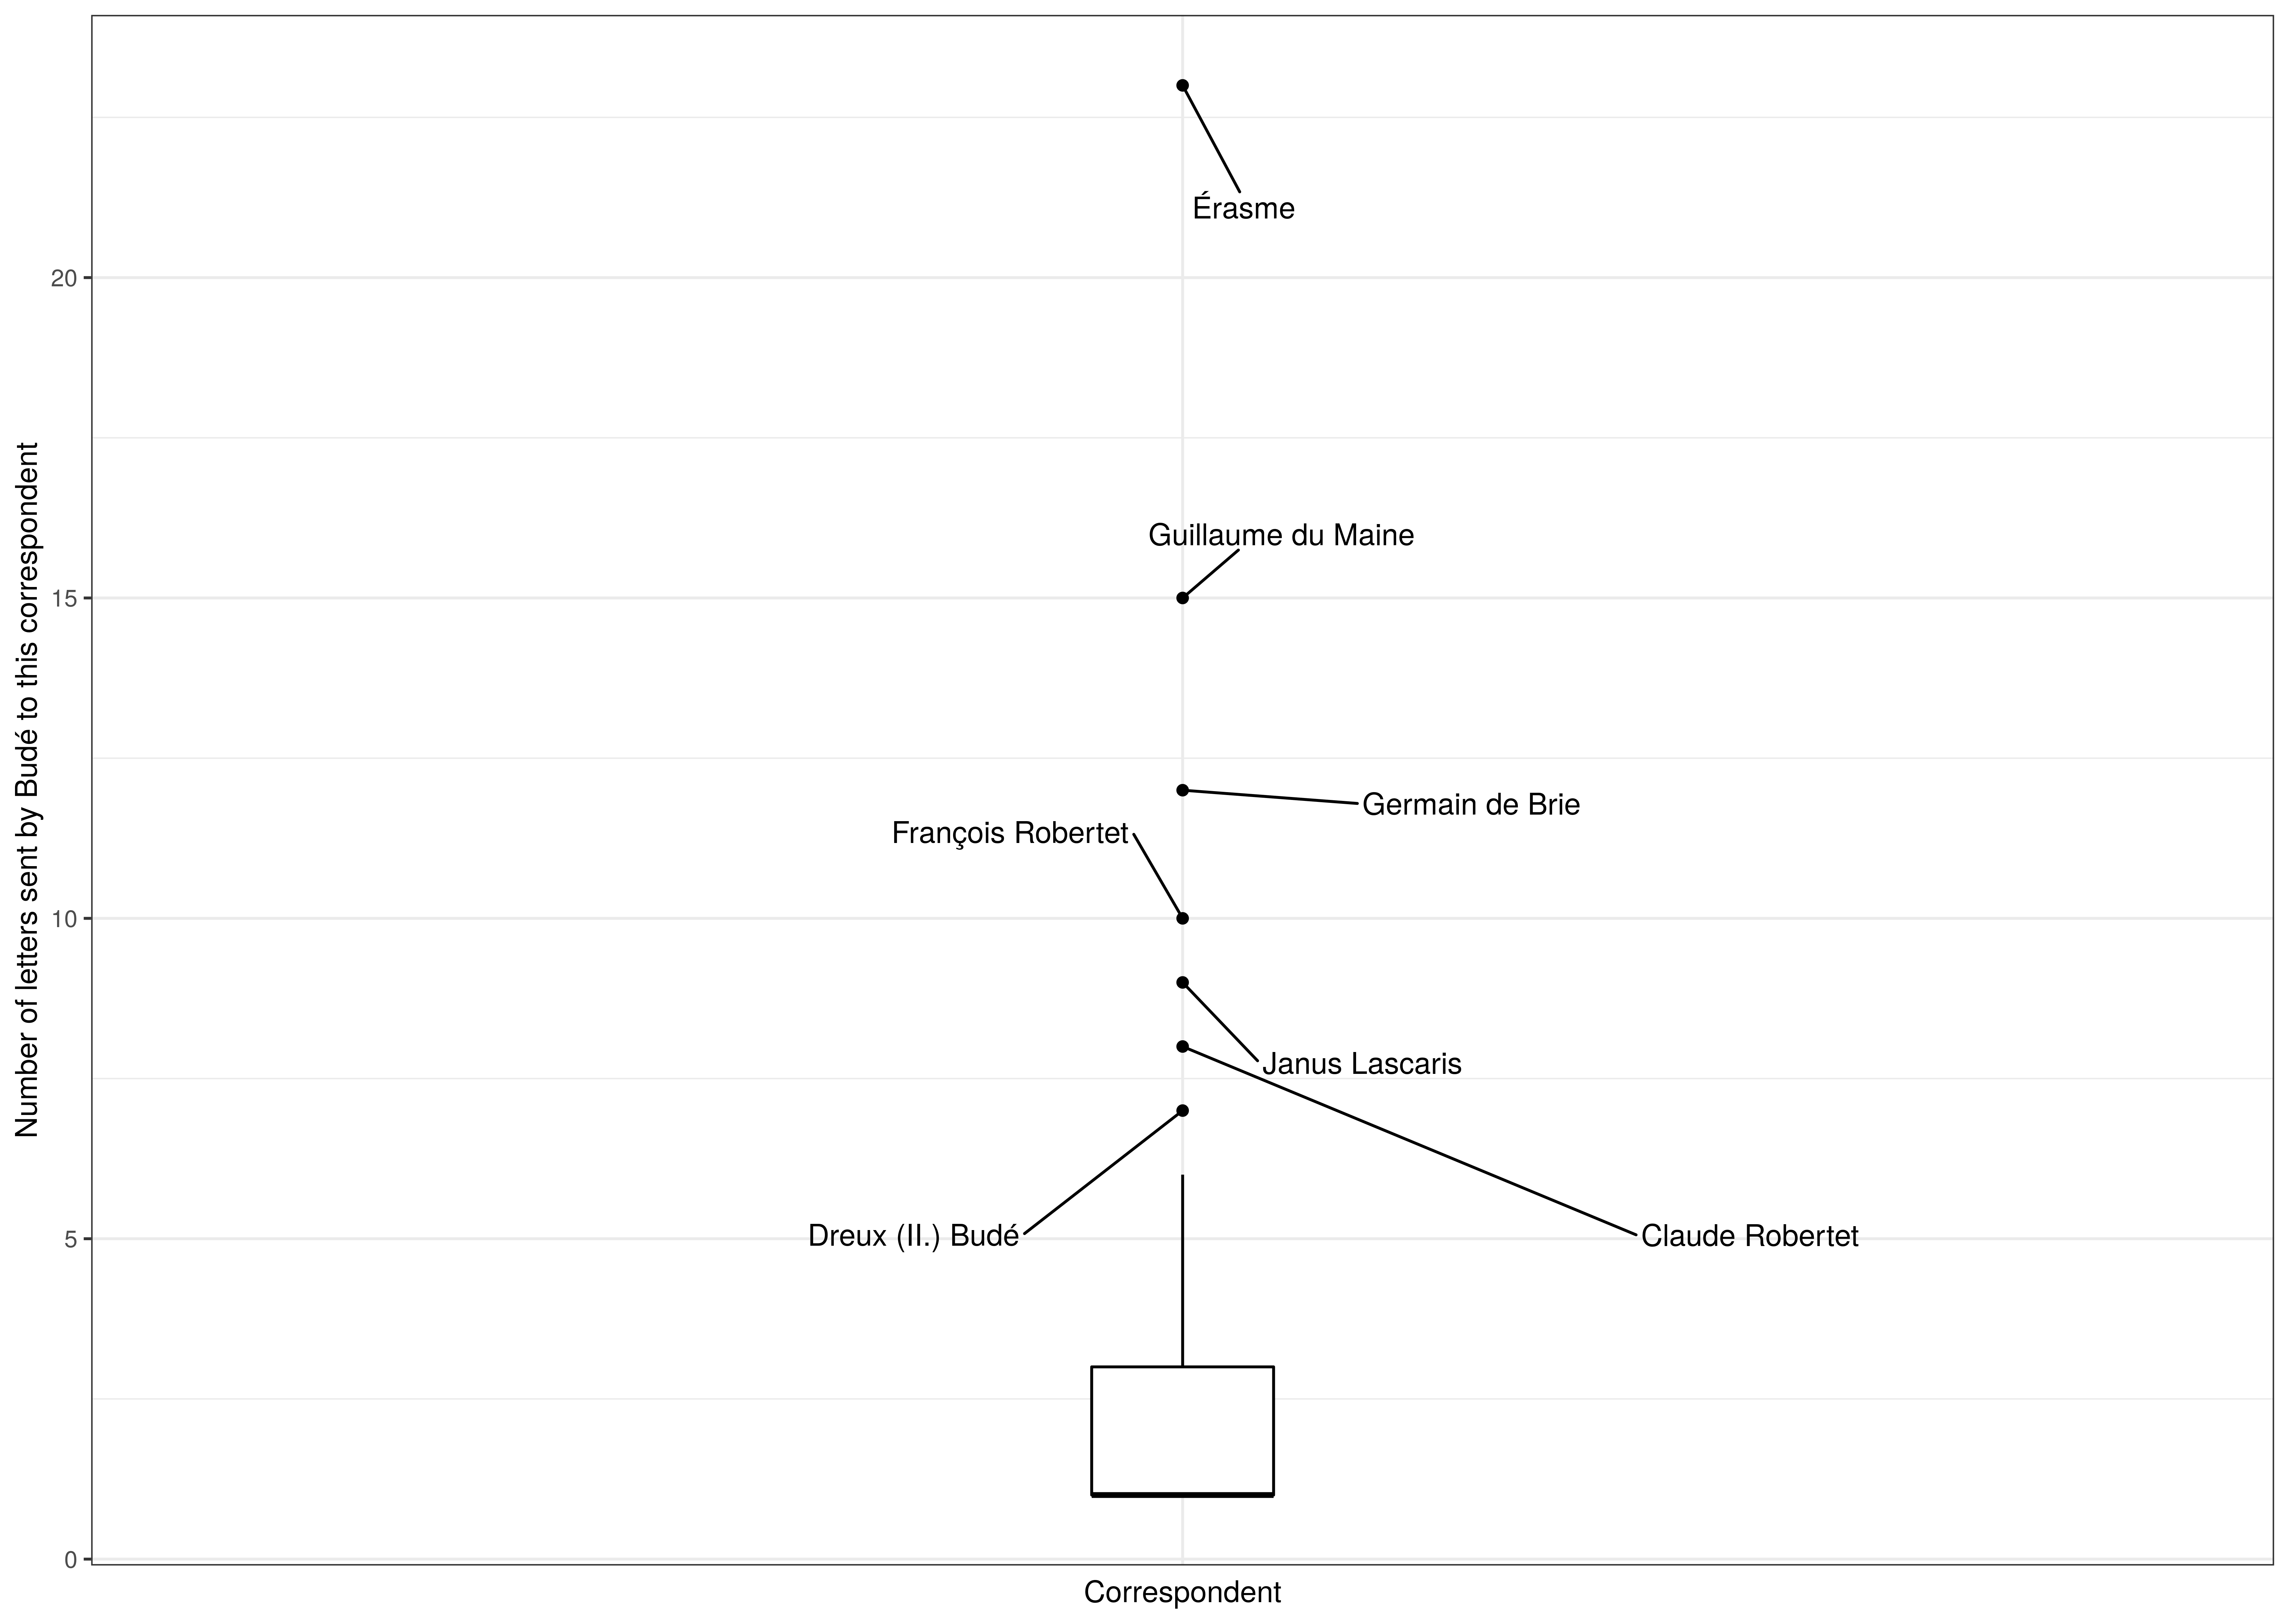 Érasme
20
Guillaume du Maine
15
Germain de Brie
François Robertet
10
Janus Lascaris
Dreux (II.) Budé
Claude Robertet
5
0
Number of letters sent by Budé to this correspondent
Correspondent